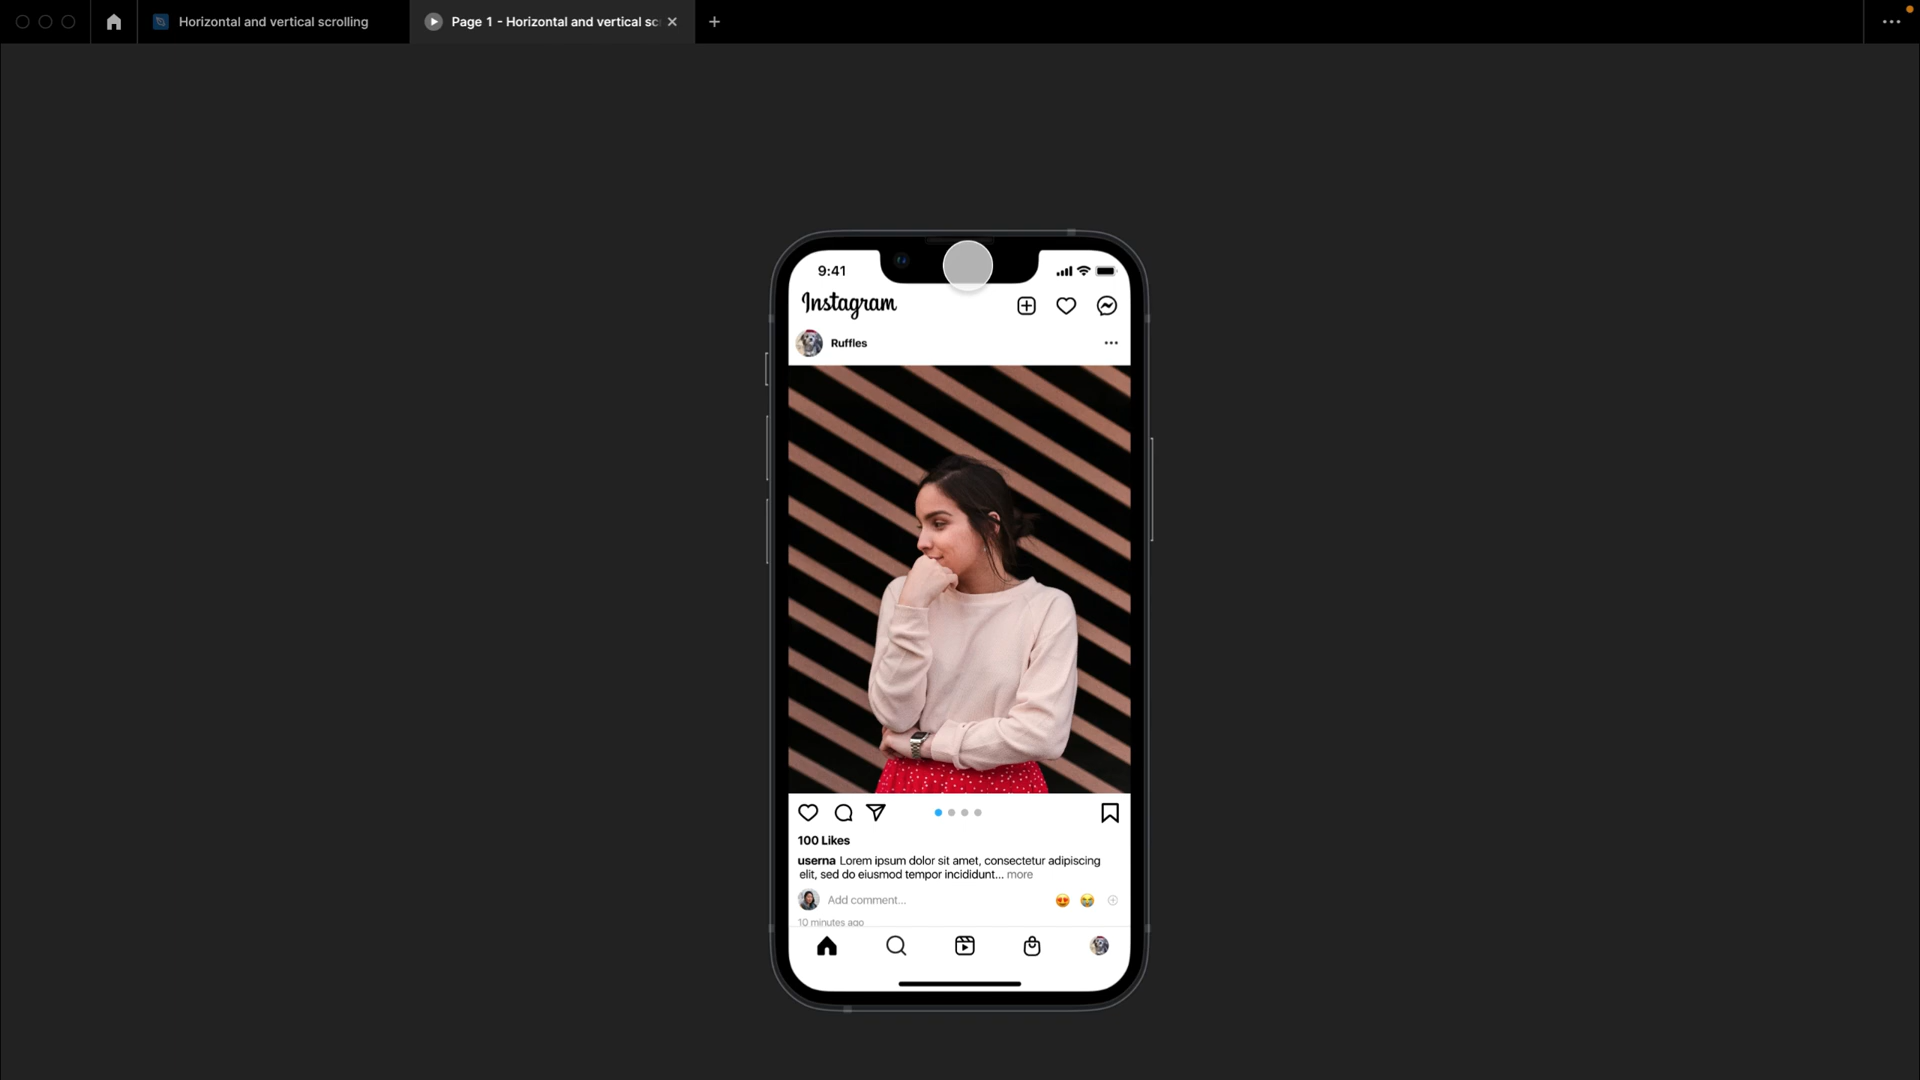 Horizontal and vertical scrolling
Page 1 - Horizontal and vertical sc
9:41
Instagram
Ruffles
100 Likes
userna Lorem ipsum dolor sit amet, consectetur adipiscing
elit, sed do eiusmod tempor incididunt... more
Add comment...
10 minutes ago